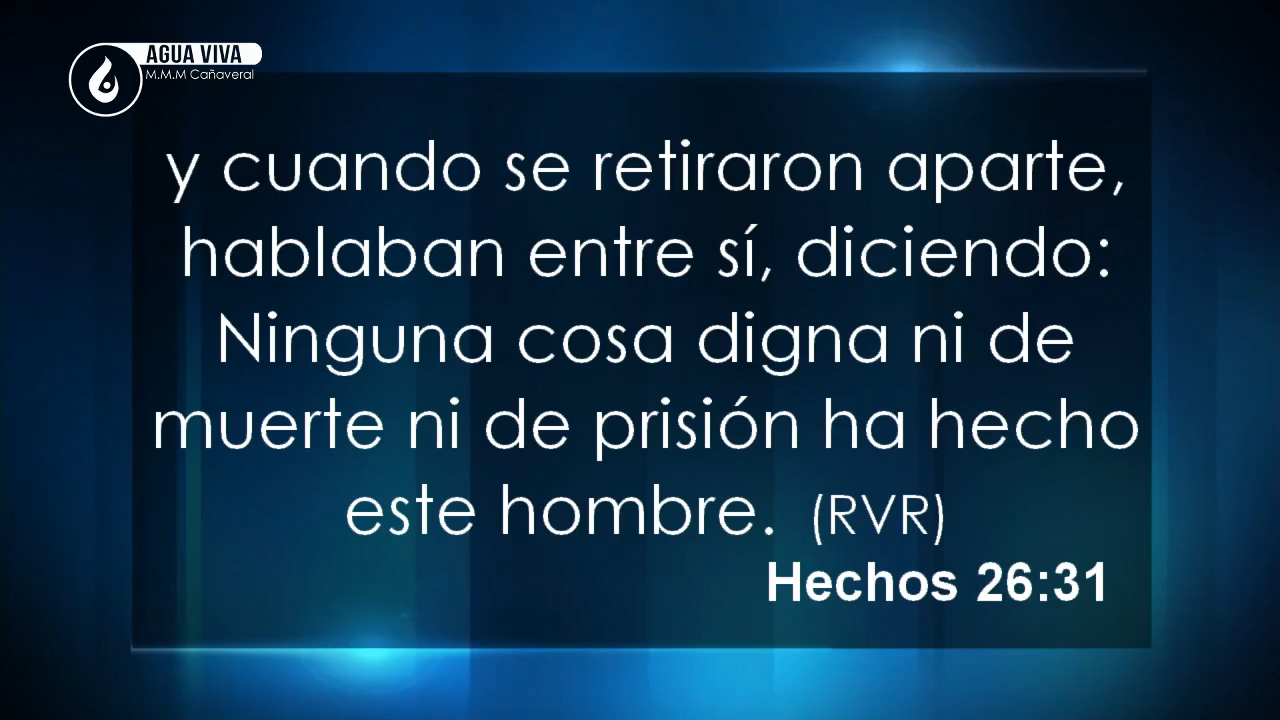 AGUA VIVA
M.M.M Cañaveral
y cuando se retiraron aparte,
hablaban entre sí, diciendo:
Ninguna cosa digna ni de
muerte ni de prisión ha hecho
este hombre. (RVR)
Hechos 26:31